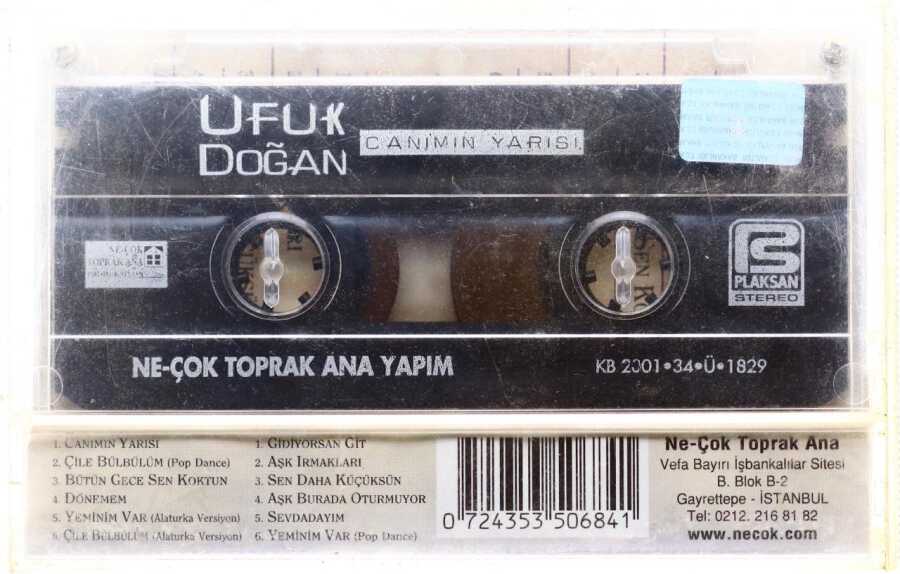 UFUK
DOĞAN
CANIMIN YARISI
NE-ÇOK
TOPRAK ANA
PLAKSAN
STEREO
NE-ÇOK TOPRAK ANA YAPIM
KB 2001•34•Ü•1829
1. CANIMIN YARISI
2. ÇİLE BÜLBÜLÜM (Pop Dance)
3. BÜTÜN GECE SEN KOKTUN
4. DÖNEMEM
5. YEMİNİM VAR (Alaturka Versiyon)
6. ÇİLE BÜLBÜLÜM (Alaturka Versiyon)
1. GİDİYORSAN GİT
2. AŞK IRMAKLARI
3. SEN DAHA KÜÇÜKSÜN
4. AŞK BURADA OTURMUYOR
5. SEVDADAYIM
6. YEMİNİM VAR (Pop Dance)
0 724353 506841
Ne-Çok Toprak Ana
Vefa Bayırı İşbankalılar Sitesi
B. Blok B-2
Gayrettepe - İSTANBUL
Tel: 0212. 216 81 82
www.necok.com